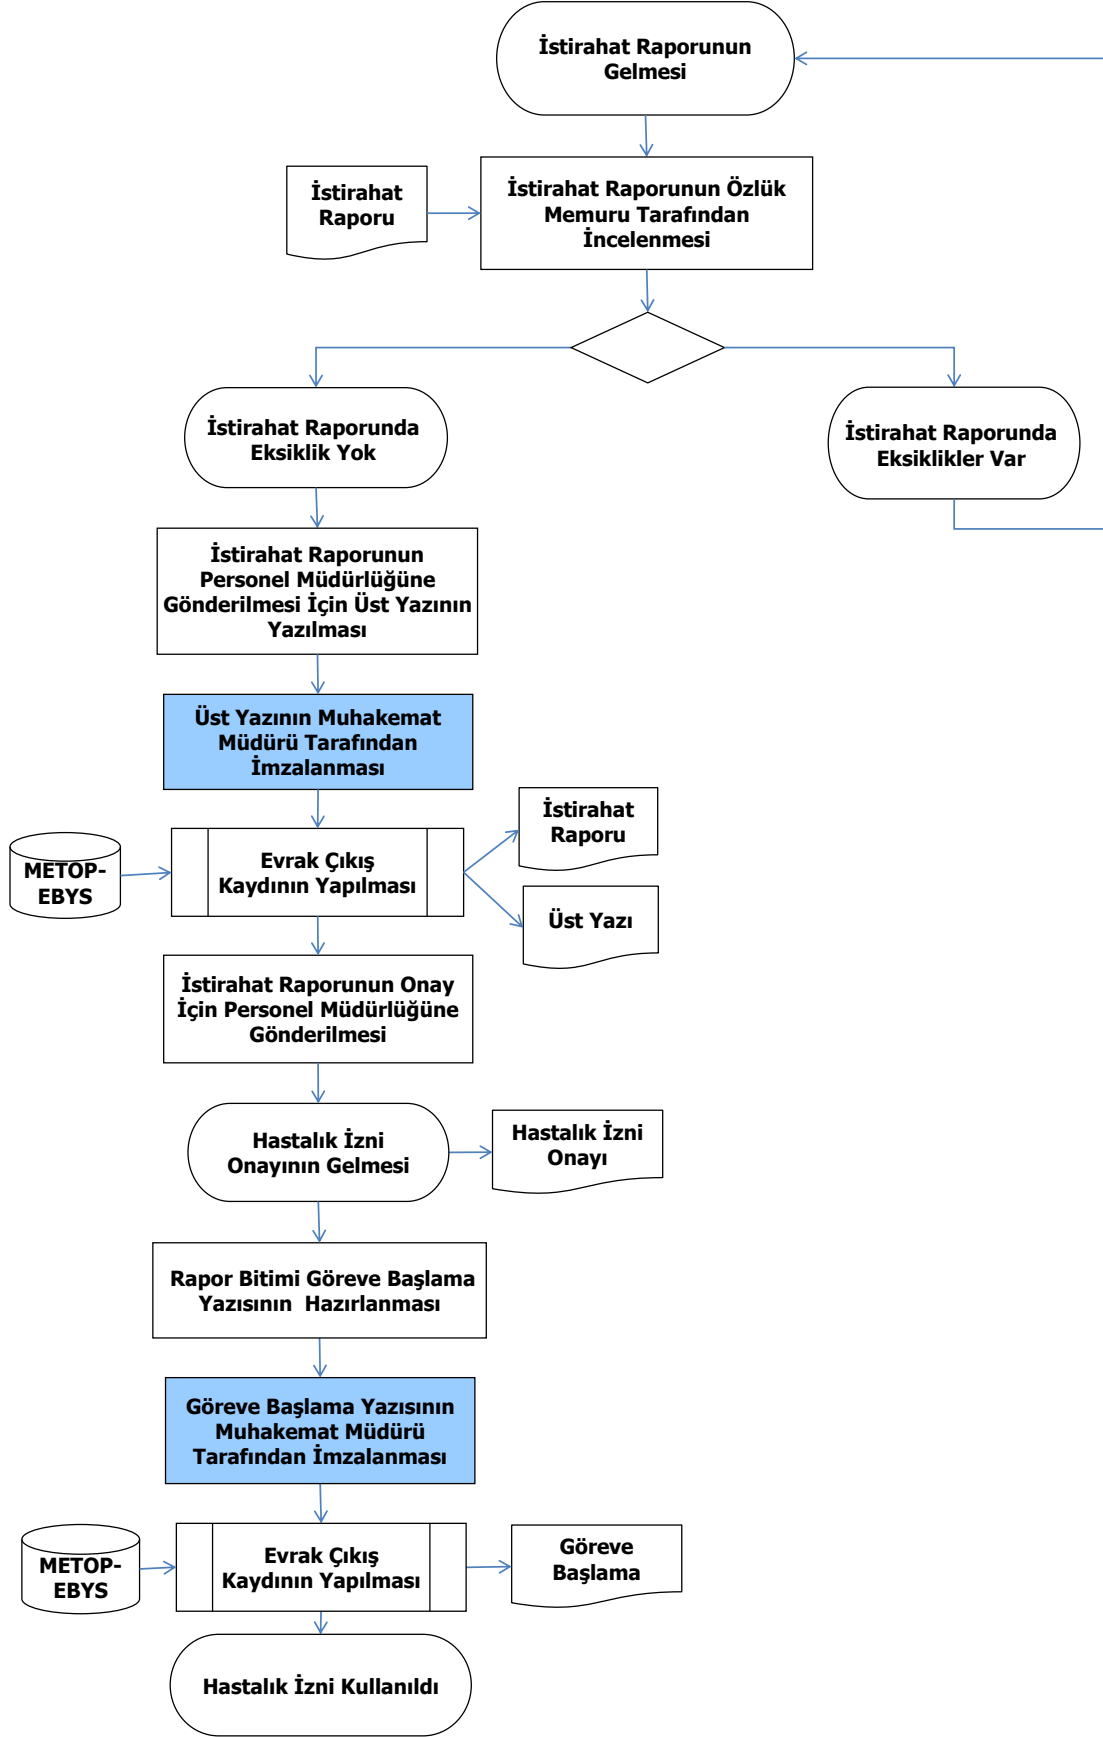 İstirahat Raporunun
Gelmesi
İstirahat
Raporu
İstirahat Raporunun Özlük
Memuru Tarafından
İncelenmesi
İstirahat Raporunda
Eksiklik Yok
İstirahat Raporunda
Eksiklikler Var
İstirahat Raporunun
Personel Müdürlüğüne
Gönderilmesi İçin Üst Yazının
Yazılması
Üst Yazının Muhakemat
Müdürü Tarafından
İmzalanması
METOP-
EBYS
Evrak Çıkış
Kaydının Yapılması
İstirahat
Raporu
Üst Yazı
İstirahat Raporunun Onay
İçin Personel Müdürlüğüne
Gönderilmesi
Hastalık İzni
Onayının Gelmesi
Hastalık İzni
Onayı
Rapor Bitimi Göreve Başlama
Yazısının  Hazırlanması
Göreve Başlama Yazısının
Muhakemat Müdürü
Tarafından İmzalanması
METOP-
EBYS
Evrak Çıkış
Kaydının Yapılması
Göreve
Başlama
Hastalık İzni Kullanıldı